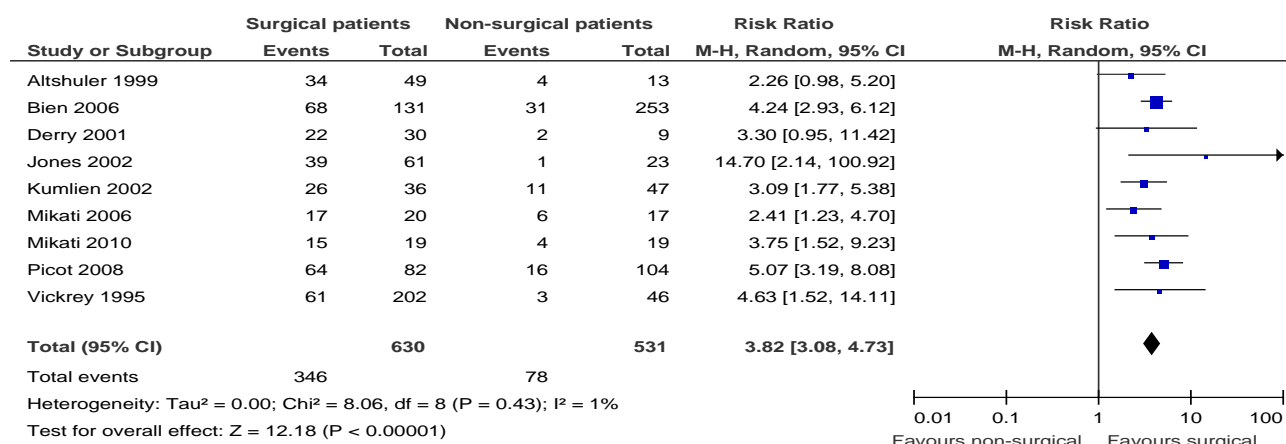 Surgical patients Non-surgical patients Risk Ratio Risk Ratio
Study or Subgroup Events Total Events Total M-H, Random, 95% CI M-H, Random, 95% CI
Altshuler 1999 34 49 4 13 2.26 [0.98, 5.20]
Bien 2006 68 131 31 253 4.24 [2.93, 6.12]
Derry 2001 22 30 2 9 3.30 [0.95, 11.42]
Jones 2002 39 61 1 23 14.70 [2.14, 100.92]
Kumlien 2002 26 36 11 47 3.09 [1.77, 5.38]
Mikati 2006 17 20 6 17 2.41 [1.23, 4.70]
Mikati 2010 15 19 4 19 3.75 [1.52, 9.23]
Picot 2008 64 82 16 104 5.07 [3.19, 8.08]
Vickrey 1995 61 202 3 46 4.63 [1.52, 14.11]
Total (95% CI) 630 531 3.82 [3.08, 4.73]
Total events 346 78
Heterogeneity: Tau² = 0.00; Chi² = 8.06, df = 8 (P = 0.43); I² = 1%
Test for overall effect: Z = 12.18 (P < 0.00001)
0.01 0.1 1 10 100
Favours non-surgical Favours surgical